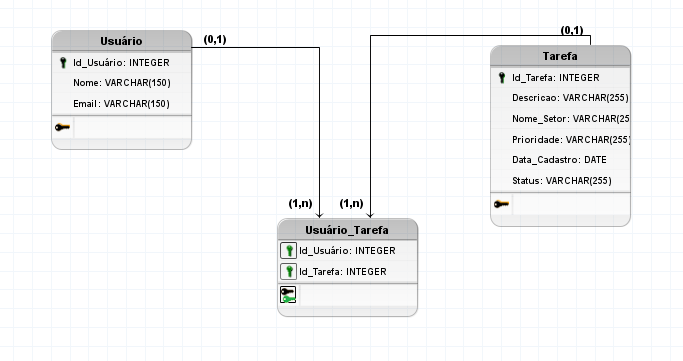 Usuário
Id_Usuário: INTEGER
Nome: VARCHAR(150)
Email: VARCHAR(150)
(0,1)
(0,1)
Tarefa
Id_Tarefa: INTEGER
Descricao: VARCHAR(255)
Nome_Setor: VARCHAR(25
Prioridade: VARCHAR(255)
Data_Cadastro: DATE
Status: VARCHAR(255)
(1,n)
(1,n)
Usuário_Tarefa
Id_Usuário: INTEGER
Id_Tarefa: INTEGER